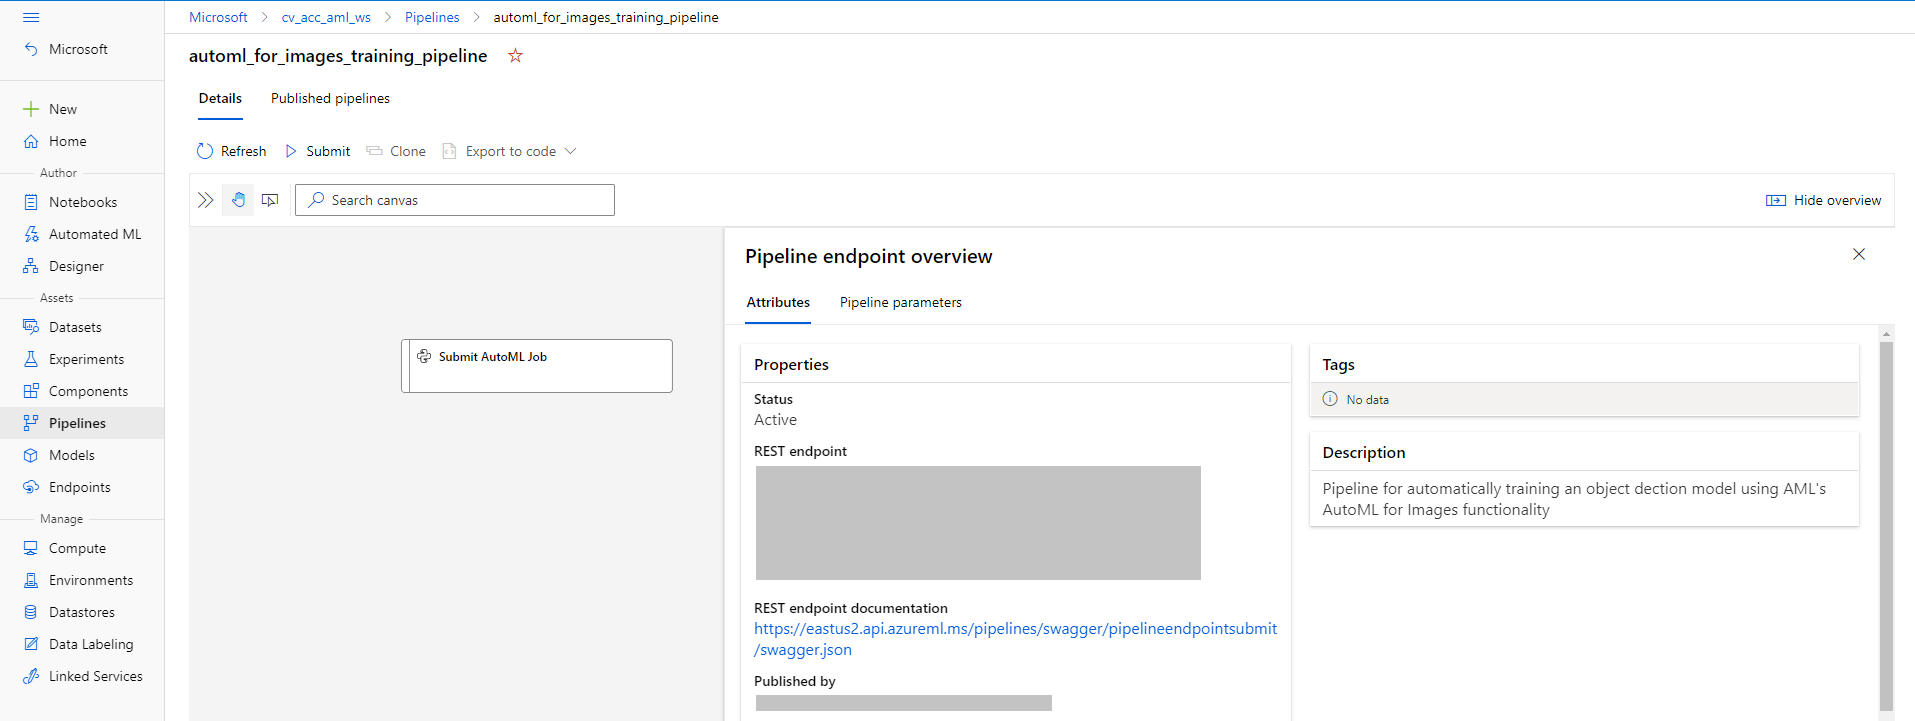 Microsoft > cv_acc_aml_ws > Pipelines > automl_for_images_training_pipeline
Microsoft
automl_for_images_training_pipeline
Details Published pipelines
New
Home
Refresh Submit Clone Export to code
Author
Notebooks
Search canvas
Hide overview
Automated ML
Designer
Pipeline endpoint overview
Assets
Attributes Pipeline parameters
Datasets
Experiments
Components
Pipelines
Models
Endpoints
Submit AutoML Job
Properties
Status
Active
REST endpoint
REST endpoint documentation
https://eastus2.api.azureml.ms/pipelines/swagger/pipelineendpointsubmit
/swagger.json
Published by
Tags
No data
Description
Pipeline for automatically training an object dection model using AML's
AutoML for Images functionality
Manage
Compute
Environments
Datastores
Data Labeling
Linked Services